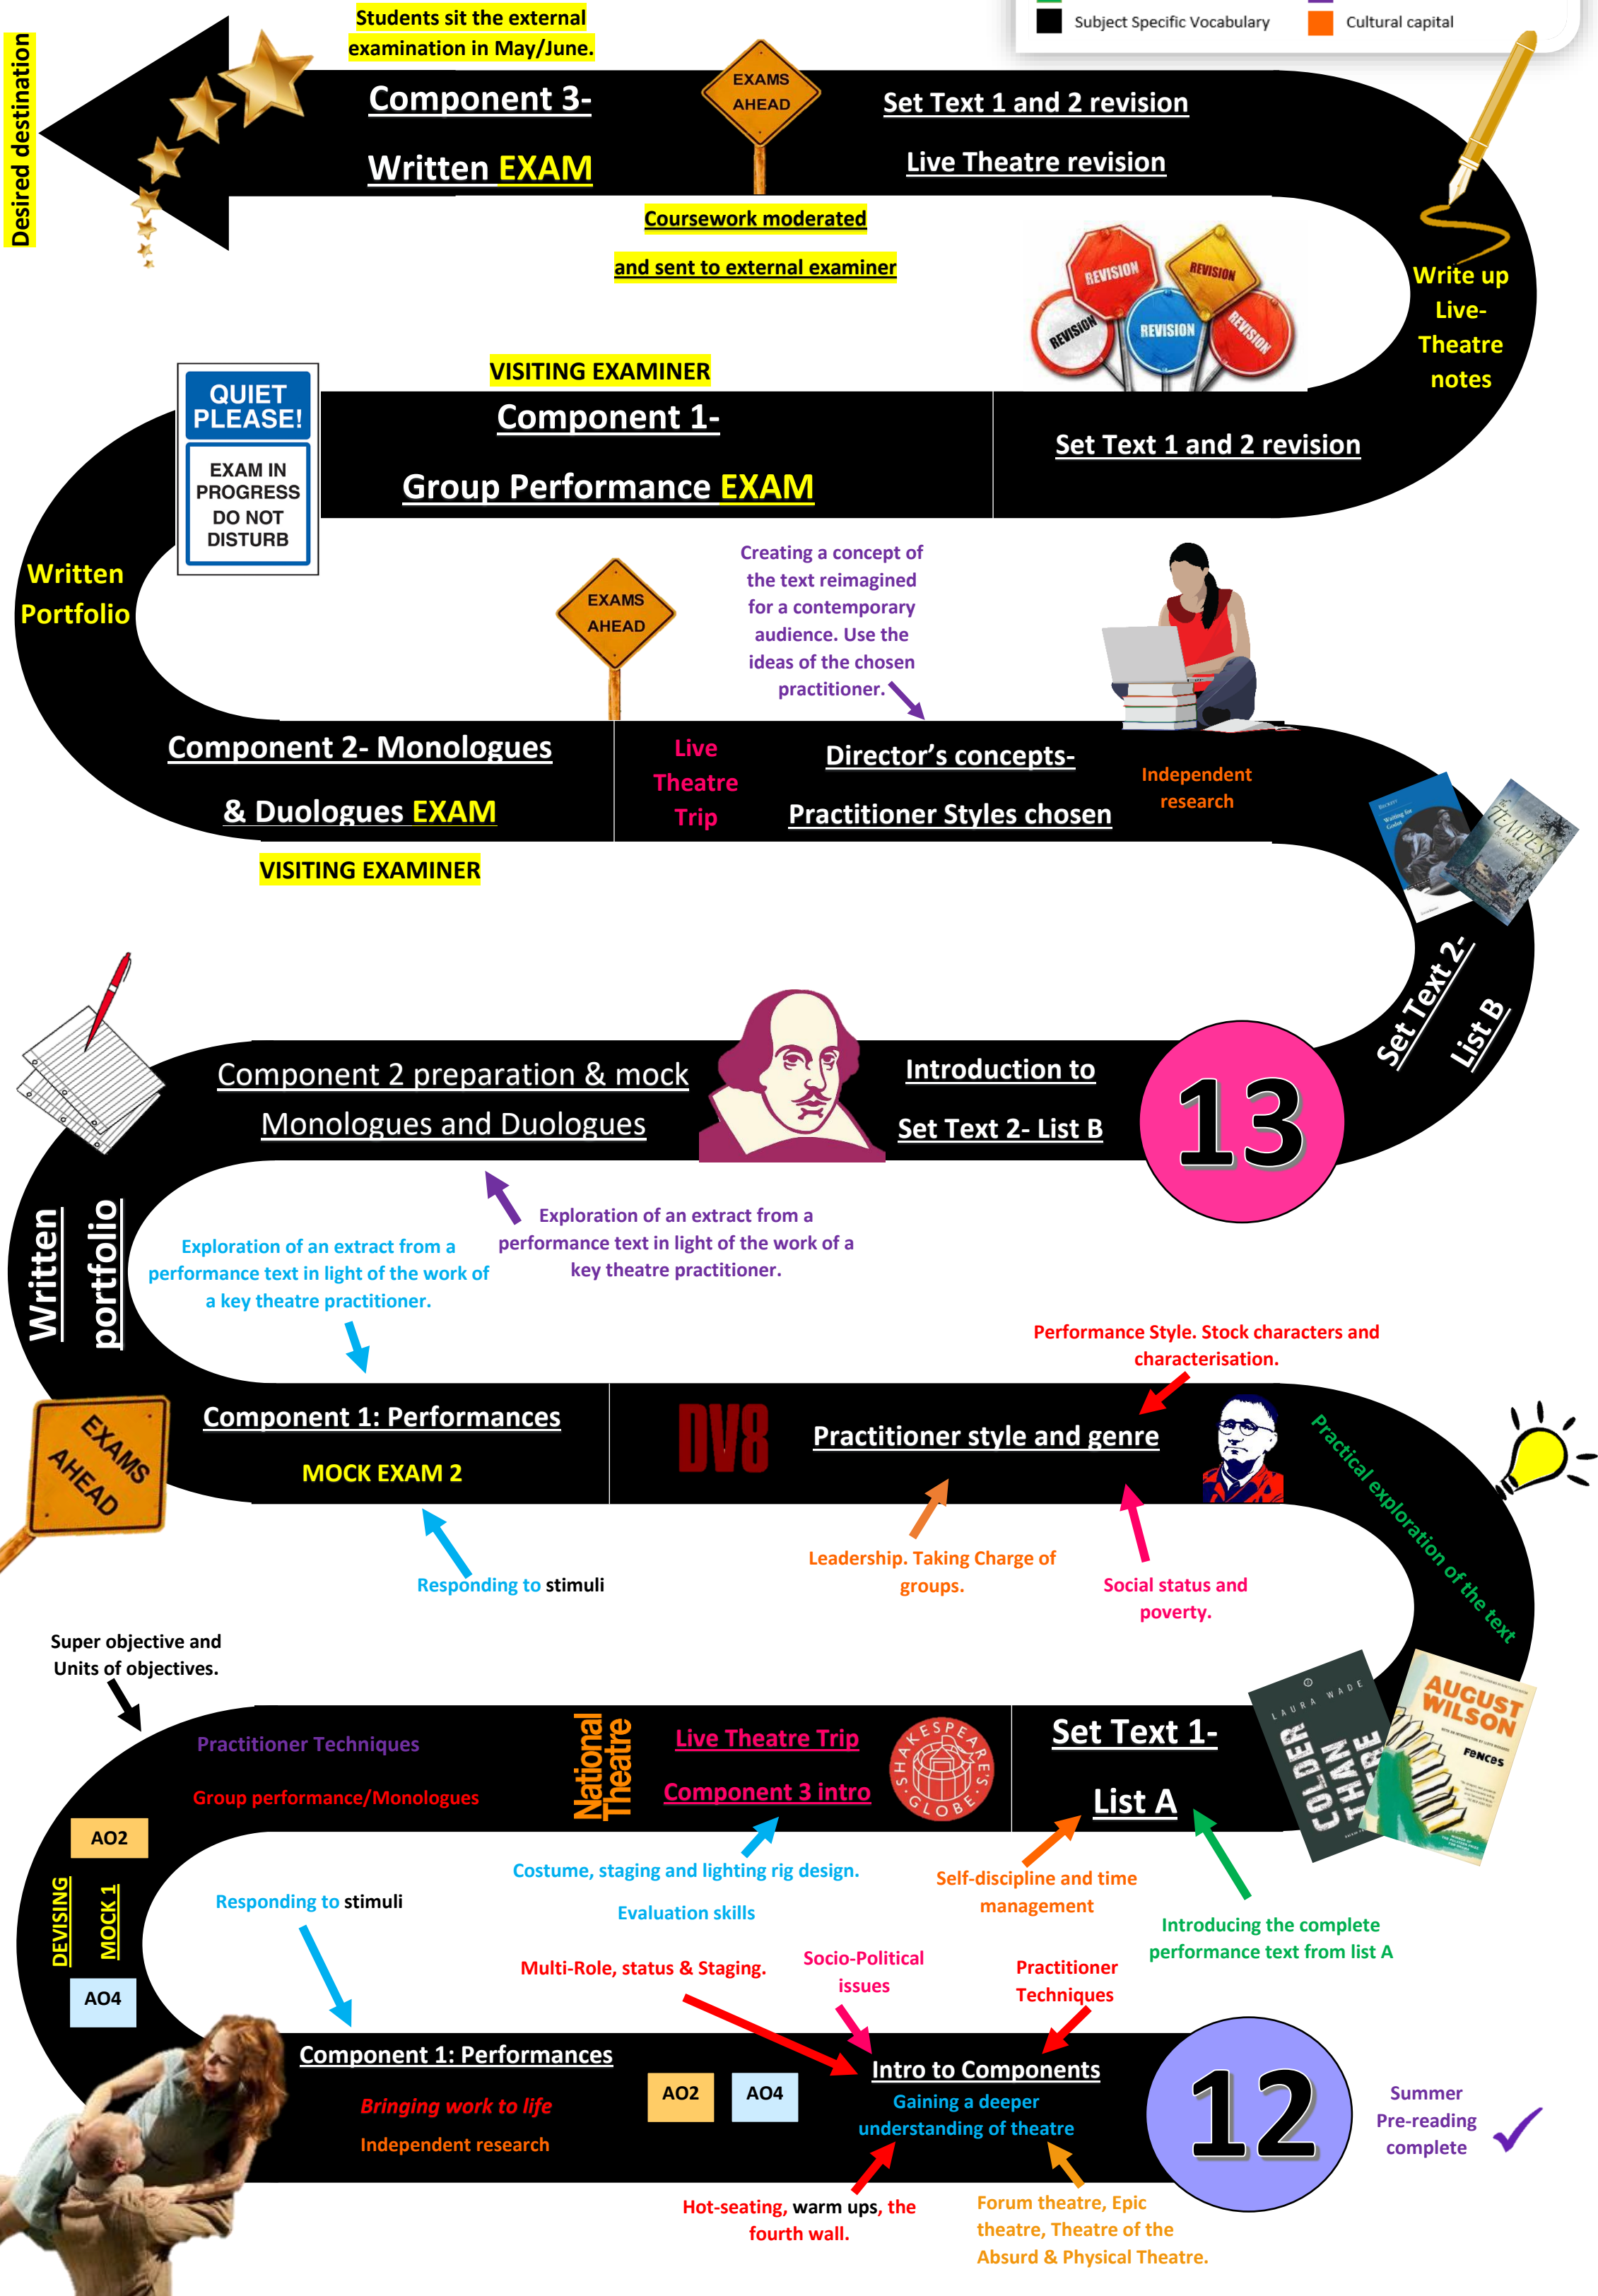 Subject Specific Vocabulary
Cultural capital
Students sit the external
examination in May/June.
Desired destination
Component 3-
Written EXAM
EXAMS
AHEAD
Set Text 1 and 2 revision
Live Theatre revision
Coursework moderated
and sent to external examiner
REVISION
REVISION
REVISION
REVISION
REVISION
Write up
Live-
Theatre
notes
VISITING EXAMINER
QUIET
PLEASE!
EXAM IN
PROGRESS
DO NOT
DISTURB
Component 1-
Group Performance EXAM
Set Text 1 and 2 revision
Written
Portfolio
EXAMS
AHEAD
Creating a concept of
the text reimagined
for a contemporary
audience. Use the
ideas of the chosen
practitioner.
Component 2- Monologues
& Duologues EXAM
Live
Theatre
Trip
Director's concepts-
Practitioner Styles chosen
Independent
research
VISITING EXAMINER
BECKETT
Waiting for
Godot
THE
TEMPEST
Set Text 2-
List B
Component 2 preparation & mock
Monologues and Duologues
Introduction to
Set Text 2- List B
13
Written
portfolio
Exploration of an extract from a
performance text in light of the work of a
key theatre practitioner.
Exploration of an extract from a
performance text in light of the work of
a key theatre practitioner.
Performance Style. Stock characters and
characterisation.
EXAMS
AHEAD
Component 1: Performances
MOCK EXAM 2
DV8
Practitioner style and genre
Practical exploration of the text
Responding to stimuli
Leadership. Taking Charge of
groups.
Social status and
poverty.
Super objective and
Units of objectives.
Practitioner Techniques
Group performance/Monologues
National
Theatre
Live Theatre Trip
Component 3 intro
SHAKESPEARE'S
GLOBE
Set Text 1-
List A
LAURA WADE
COLDER
THAN
HERE
AUGUST
WILSON
FENCES
AO2
DEVISING
MOCK 1
AO4
Costume, staging and lighting rig design.
Evaluation skills
Self-discipline and time
management
Introducing the complete
performance text from list A
Responding to stimuli
Multi-Role, status & Staging.
Socio-Political
issues
Practitioner
Techniques
Component 1: Performances
Bringing work to life
Independent research
AO2
AO4
Intro to Components
Gaining a deeper
understanding of theatre
12
Summer
Pre-reading
complete
Hot-seating, warm ups, the
fourth wall.
Forum theatre, Epic
theatre, Theatre of the
Absurd & Physical Theatre.